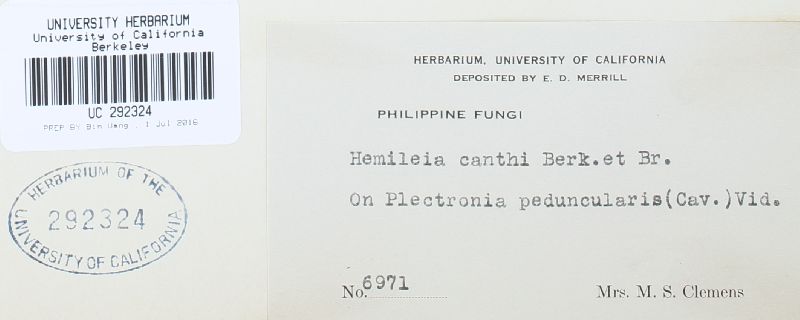 UNIVERSITY HERBARIUM
University of California
Berkeley
UC 292324
PREP BY Bin Wang , 1 Jul 2016
HERBARIUM OF THE
292324
UNIVERSITY OF CALIFORNIA
HERBARIUM, UNIVERSITY OF CALIFORNIA
DEPOSITED BY E. D. MERRILL
PHILIPPINE FUNGI
Hemileia canthi Berk.et Br.
On Plectronia peduncularis(Cav.)Vid.
No. 6971 Mrs. M. S. Clemens